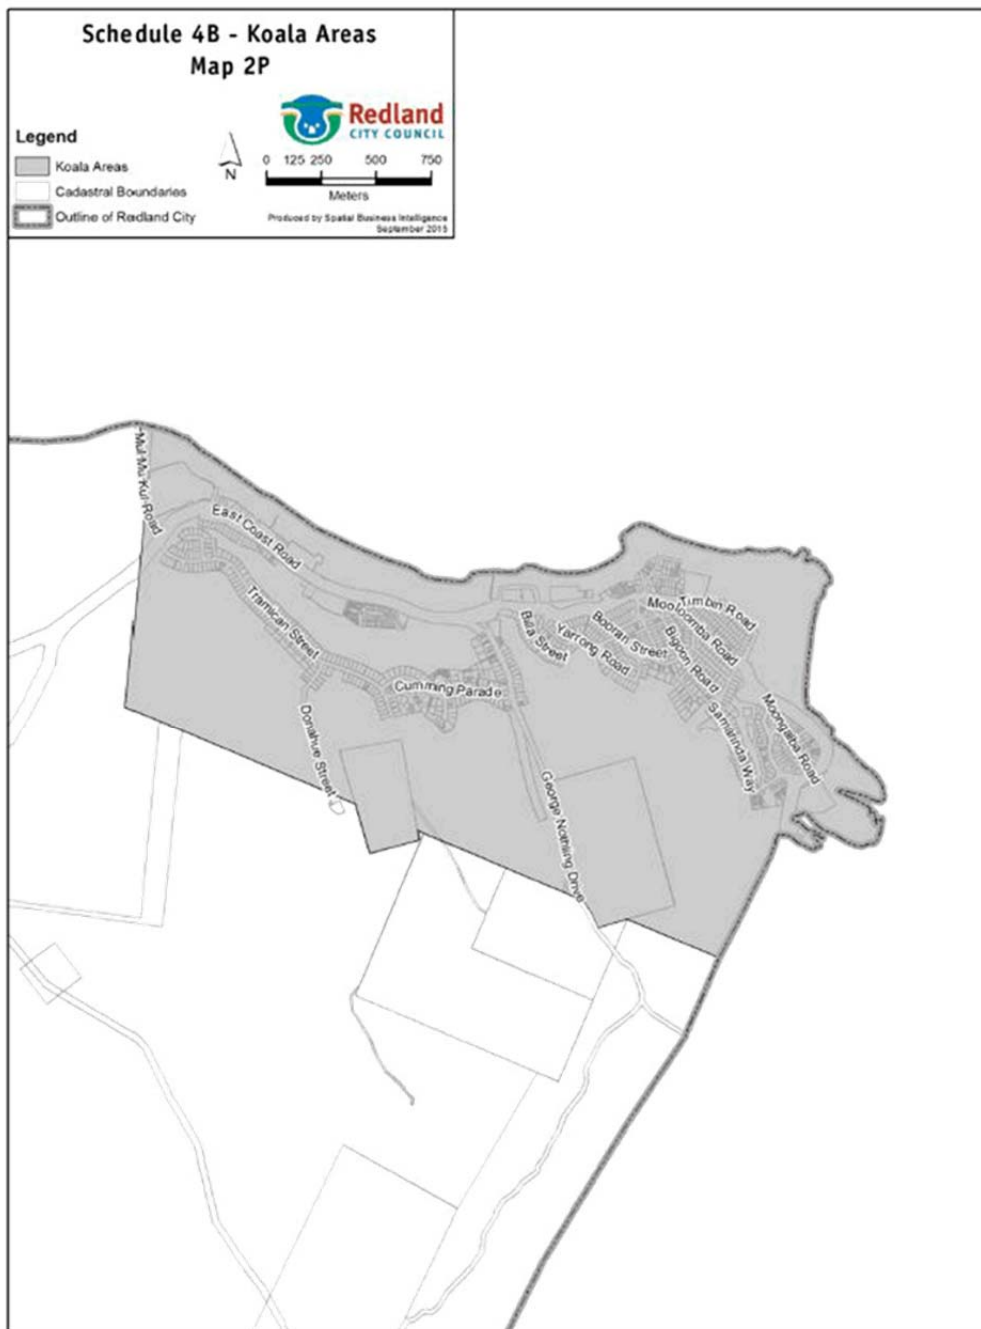 Schedule 4B - Koala Areas
Map 2P
Redland
CITY COUNCIL
Legend
Koala Areas
Cadastral Boundaries
Outline of Redland City
N
0 125 250 500 750
Meters
Produced by Spatial Business Intelligence
September 2015
Mul Mu Kul Road
East Coast Road
Tramican Street
Donahue Street
Cumming Parade
George Nothling Drive
Billa Street
Yarrong Road
Booran Street
Bigoon Road
Mooloomba Road
Timbin Road
Samarinda Way
Moongalba Road